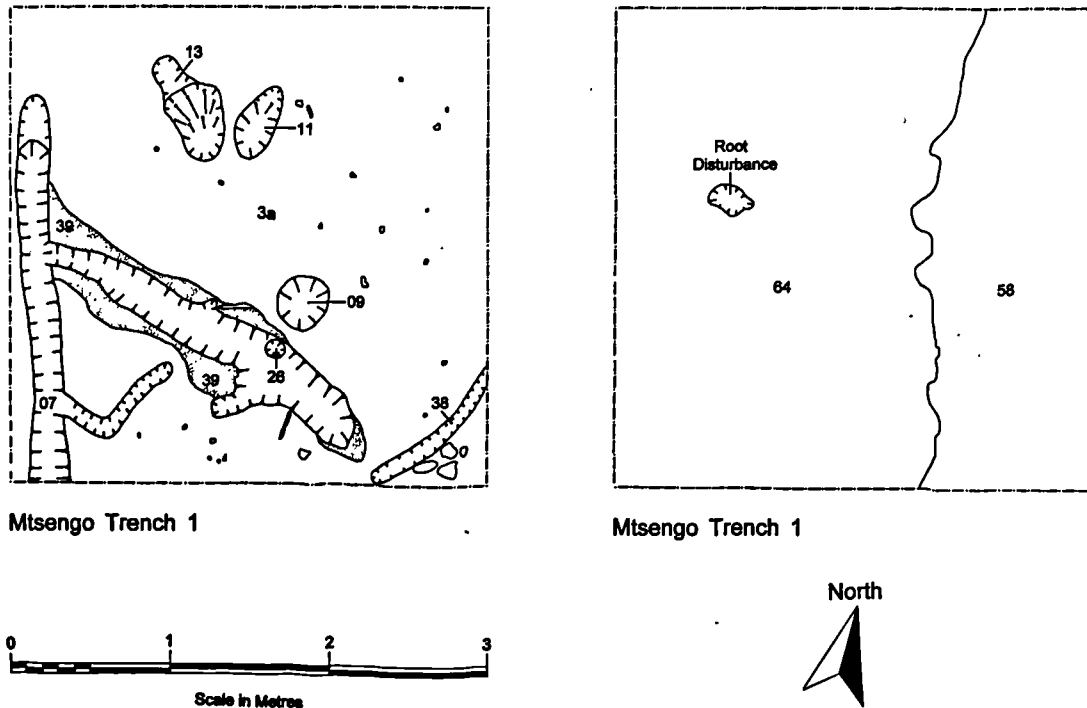 13
11
3a
39
09
39
26
07
38
Mtsengo Trench 1
Root
Disturbance
64
58
Mtsengo Trench 1
0 1 2 3
Scale in Metres
North